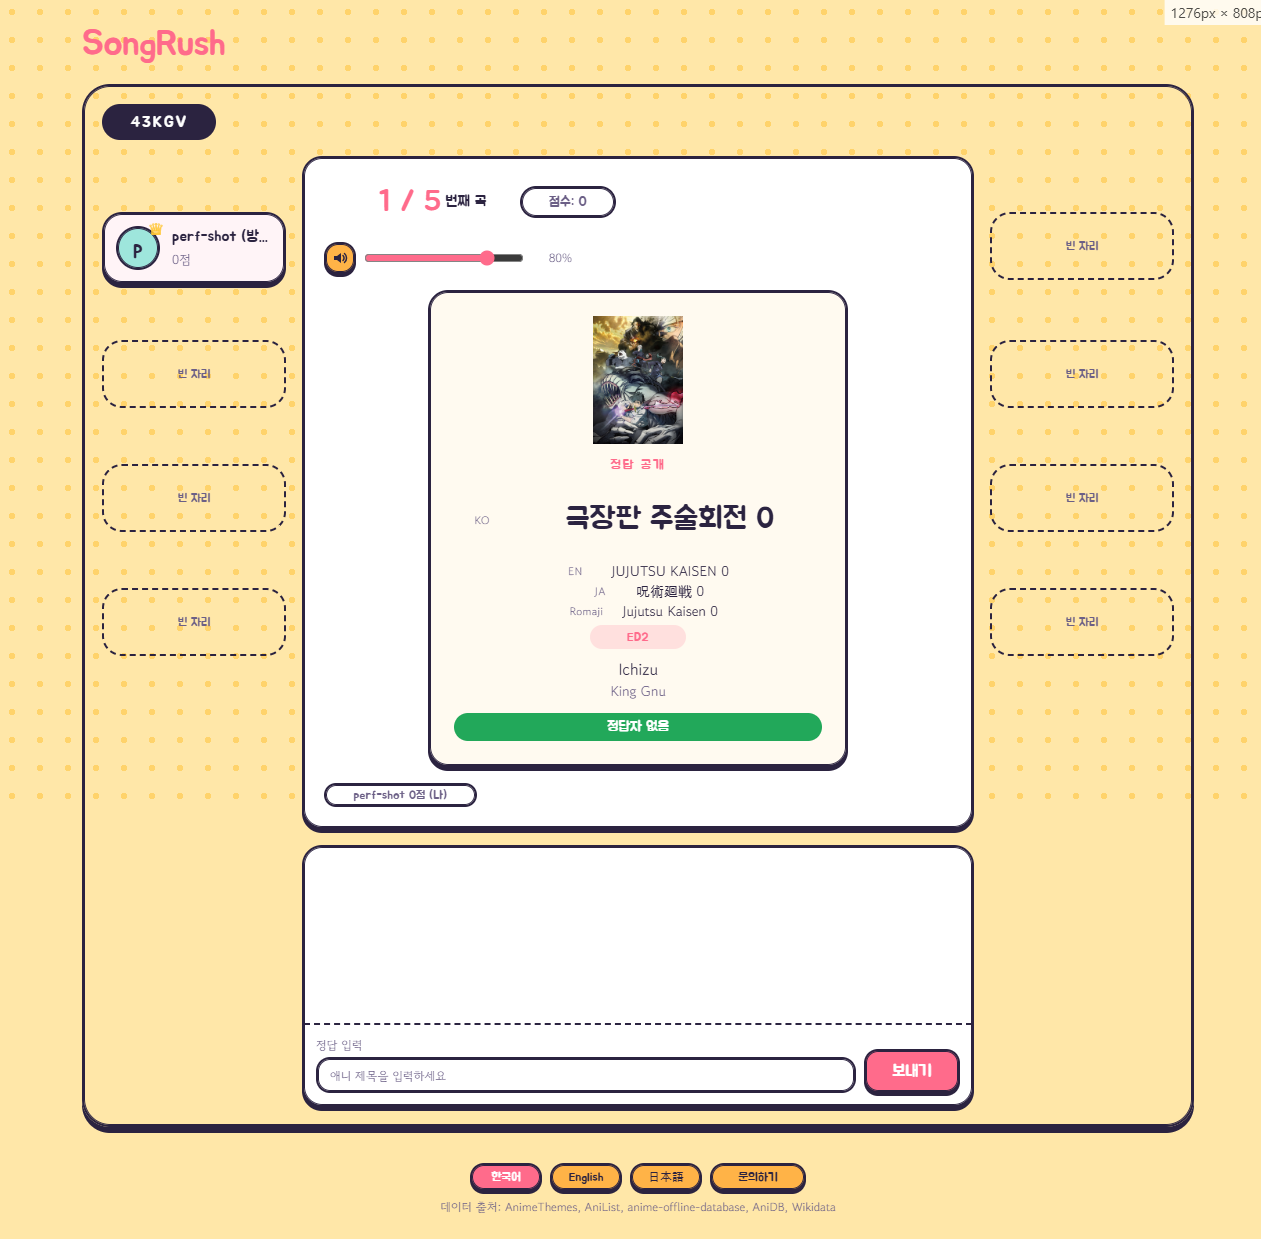 1276px × 808p
SongRush
43KGV
1 / 5 번째 곡
점수: 0
80%
P
perf-shot (방...
0점
빈 자리
빈 자리
빈 자리
빈 자리
빈 자리
빈 자리
빈 자리
정답 공개
KO 극장판 주술회전 0
EN JUJUTSU KAISEN 0
JA 呪術廻戦 0
Romaji Jujutsu Kaisen 0
ED2
Ichizu
King Gnu
정답자 없음
perf-shot 0점 (나)
정답 입력
애니 제목을 입력하세요
보내기
한국어 English 日本語 문의하기
데이터 출처: AnimeThemes, AniList, anime-offline-database, AniDB, Wikidata